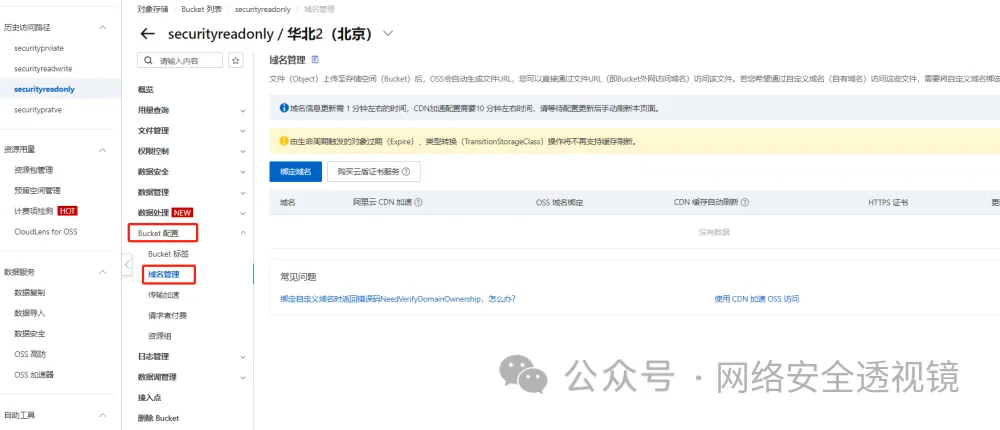 对象存储 / Bucket 列表 / securityreadonly / 域名管理
历史访问路径
securityprviate
securityreadwrite
securityreadonly
securitypratve
资源用量
资源包管理
预留空间管理
计费项检测 HOT
CloudLens for OSS
数据服务
数据复制
数据导入
数据安全
OSS 高防
OSS 加速器
自助工具
← securityreadonly / 华北2（北京）
请输入内容
概览
用量查询
文件管理
权限控制
数据安全
数据管理
数据处理 NEW
Bucket 配置
Bucket 标签
域名管理
传输加速
请求者付费
资源组
日志管理
数据湖管理
接入点
删除 Bucket
域名管理
文件（Object）上传至存储空间（Bucket）后，OSS会自动生成文件URL，您可以直接通过文件URL（即Bucket外网访问域名）访问该文件。若您希望通过自定义域名（自有域名）访问这些文件，需要将自定义域名绑定
域名信息更新需 1 分钟左右的时间，CDN加速配置需要10 分钟左右时间，请等待配置更新后手动刷新本页面。
由生命周期触发的对象过期（Expire）、类型转换（TransitionStorageClass）操作将不再支持缓存刷新。
绑定域名 购买云盾证书服务
域名 阿里云 CDN 加速 OSS 域名绑定 CDN 缓存自动刷新 HTTPS 证书 更
没有数据
常见问题
绑定自定义域名时返回错误码NeedVerifyDomainOwnership，怎么办? 使用 CDN 加速 OSS 访问
公众号 · 网络安全透视镜